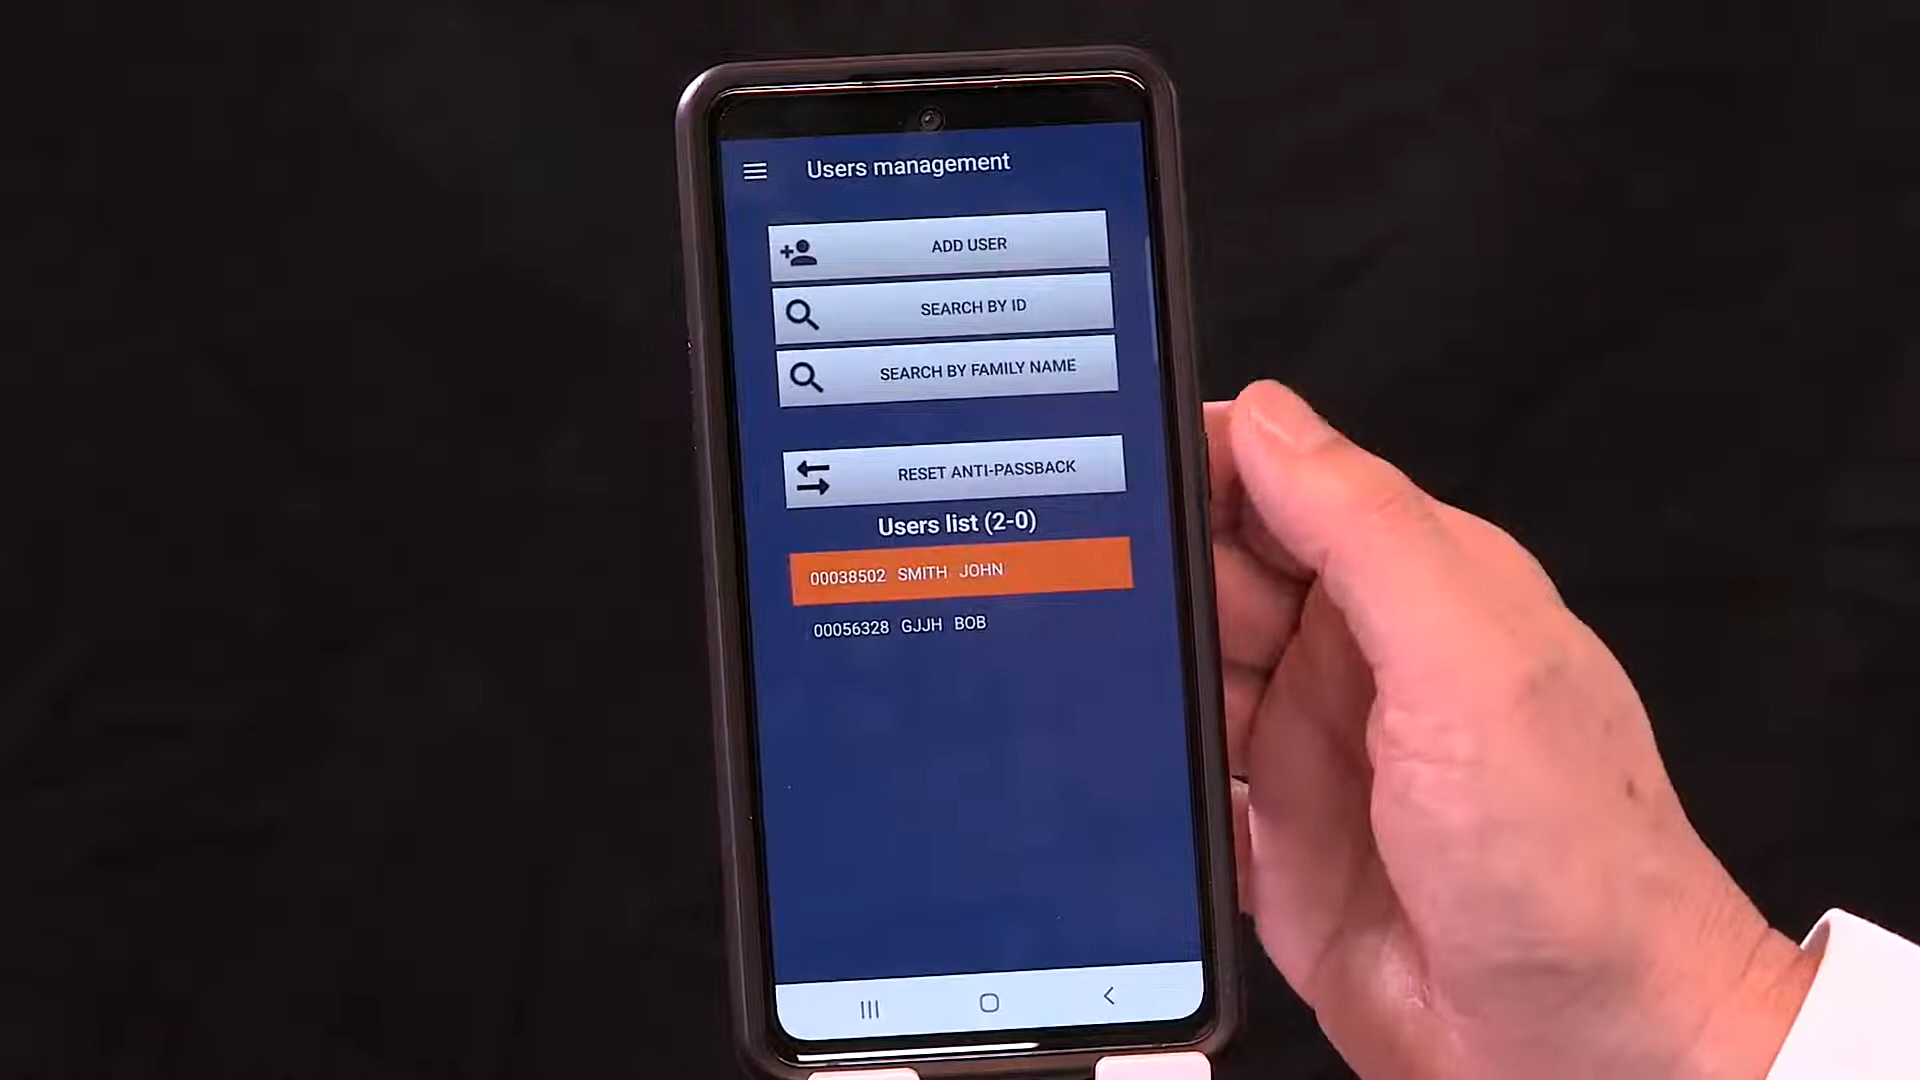 Users management
ADD USER
SEARCH BY ID
SEARCH BY FAMILY NAME
RESET ANTI-PASSBACK
Users list (2-0)
00038502 SMITH JOHN
00056328 GJJH BOB